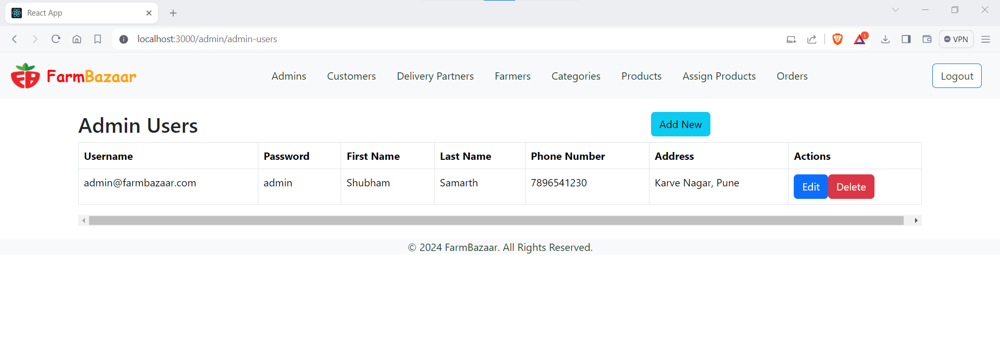 React App
localhost:3000/admin/admin-users
1
VPN
FarmBazaar
Admins Customers Delivery Partners Farmers Categories Products Assign Products Orders Logout
Admin Users
Add New
Username Password First Name Last Name Phone Number Address Actions
admin@farmbazaar.com admin Shubham Samarth 7896541230 Karve Nagar, Pune Edit Delete
© 2024 FarmBazaar. All Rights Reserved.